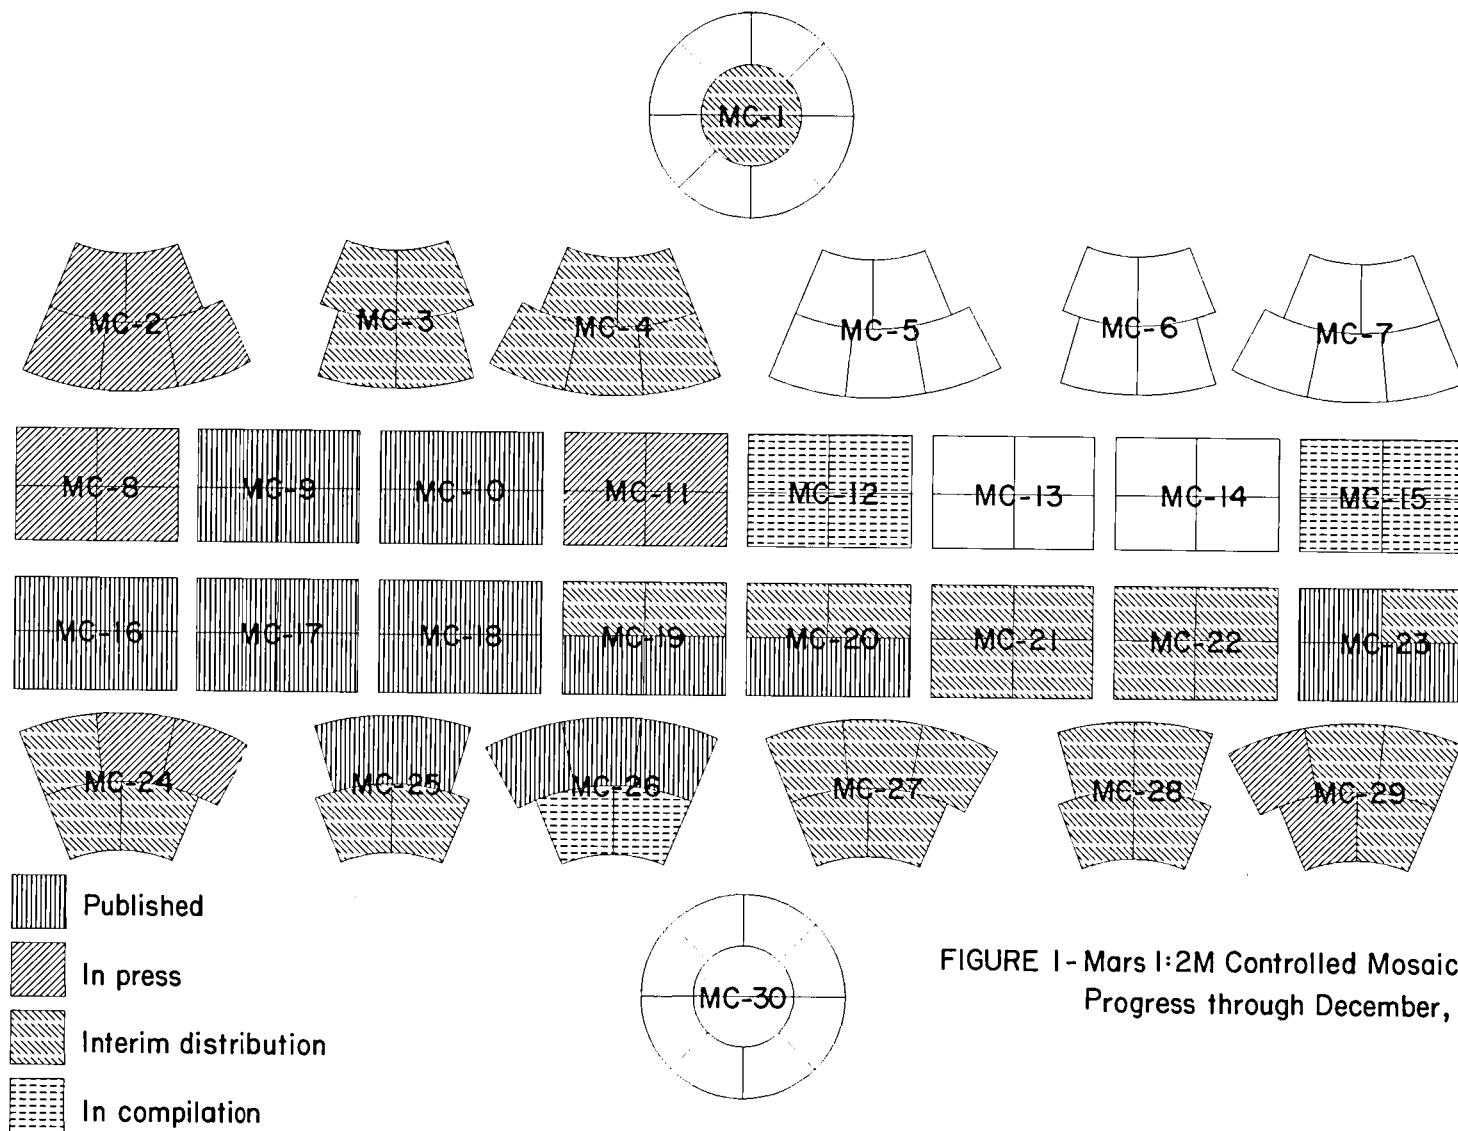 MC-1
MC-2
MC-3
MC-4
MC-5
MC-6
MC-7
MC-8
MC-9
MC-10
MC-11
MC-12
MC-13
MC-14
MC-15
MC-16
MC-17
MC-18
MC-19
MC-20
MC-21
MC-22
MC-23
MC-24
MC-25
MC-26
MC-27
MC-28
MC-29
Published
In press
Interim distribution
In compilation
MC-30
FIGURE 1-Mars 1:2M Controlled Mosaic
Progress through December,